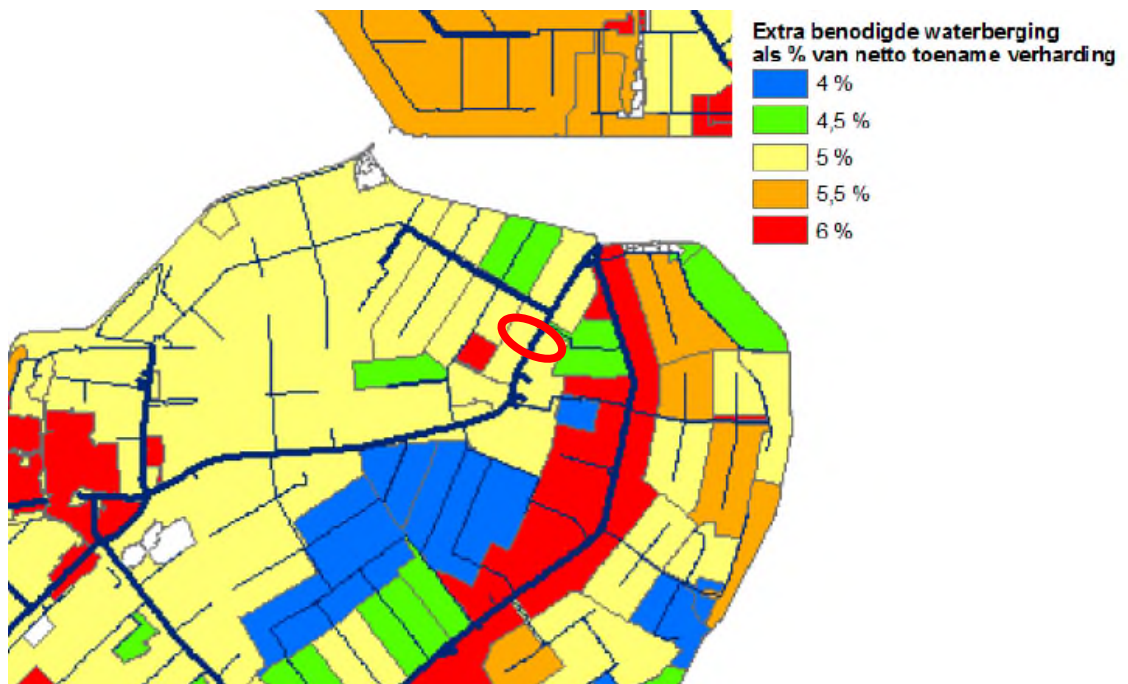 Extra benodigde waterberging
als % van netto toename verharding
4 %
4,5 %
5 %
5,5 %
6 %